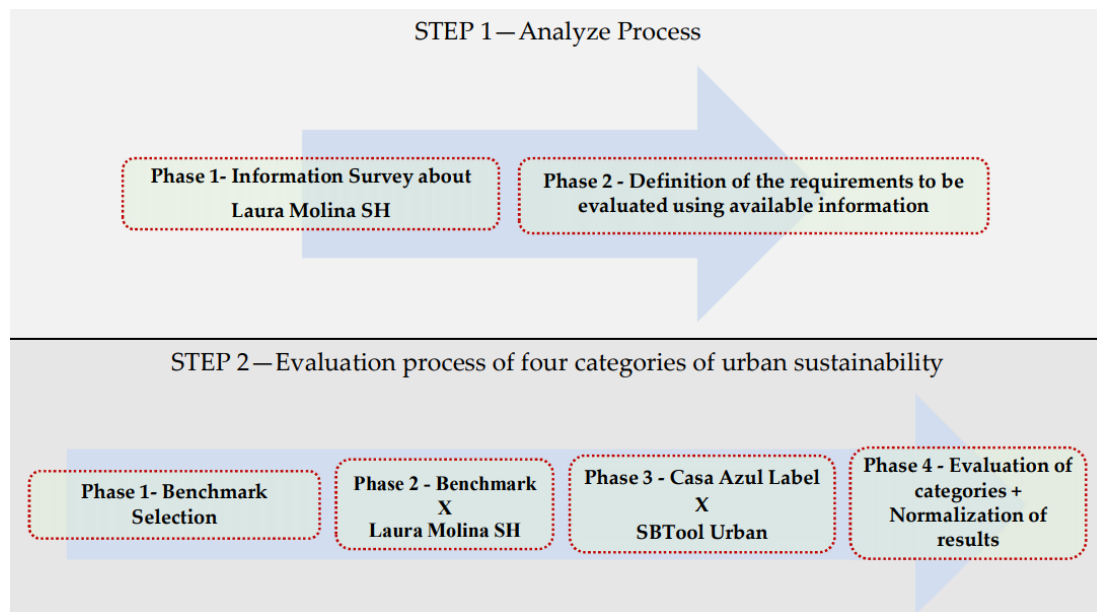 STEP 1—Analyze Process
Phase 1- Information Survey about
Laura Molina SH
Phase 2 - Definition of the requirements to be
evaluated using available information
STEP 2—Evaluation process of four categories of urban sustainability
Phase 1- Benchmark
Selection
Phase 2 - Benchmark
X
Laura Molina SH
Phase 3 - Casa Azul Label
X
SBTool Urban
Phase 4 - Evaluation of
categories +
Normalization of
results